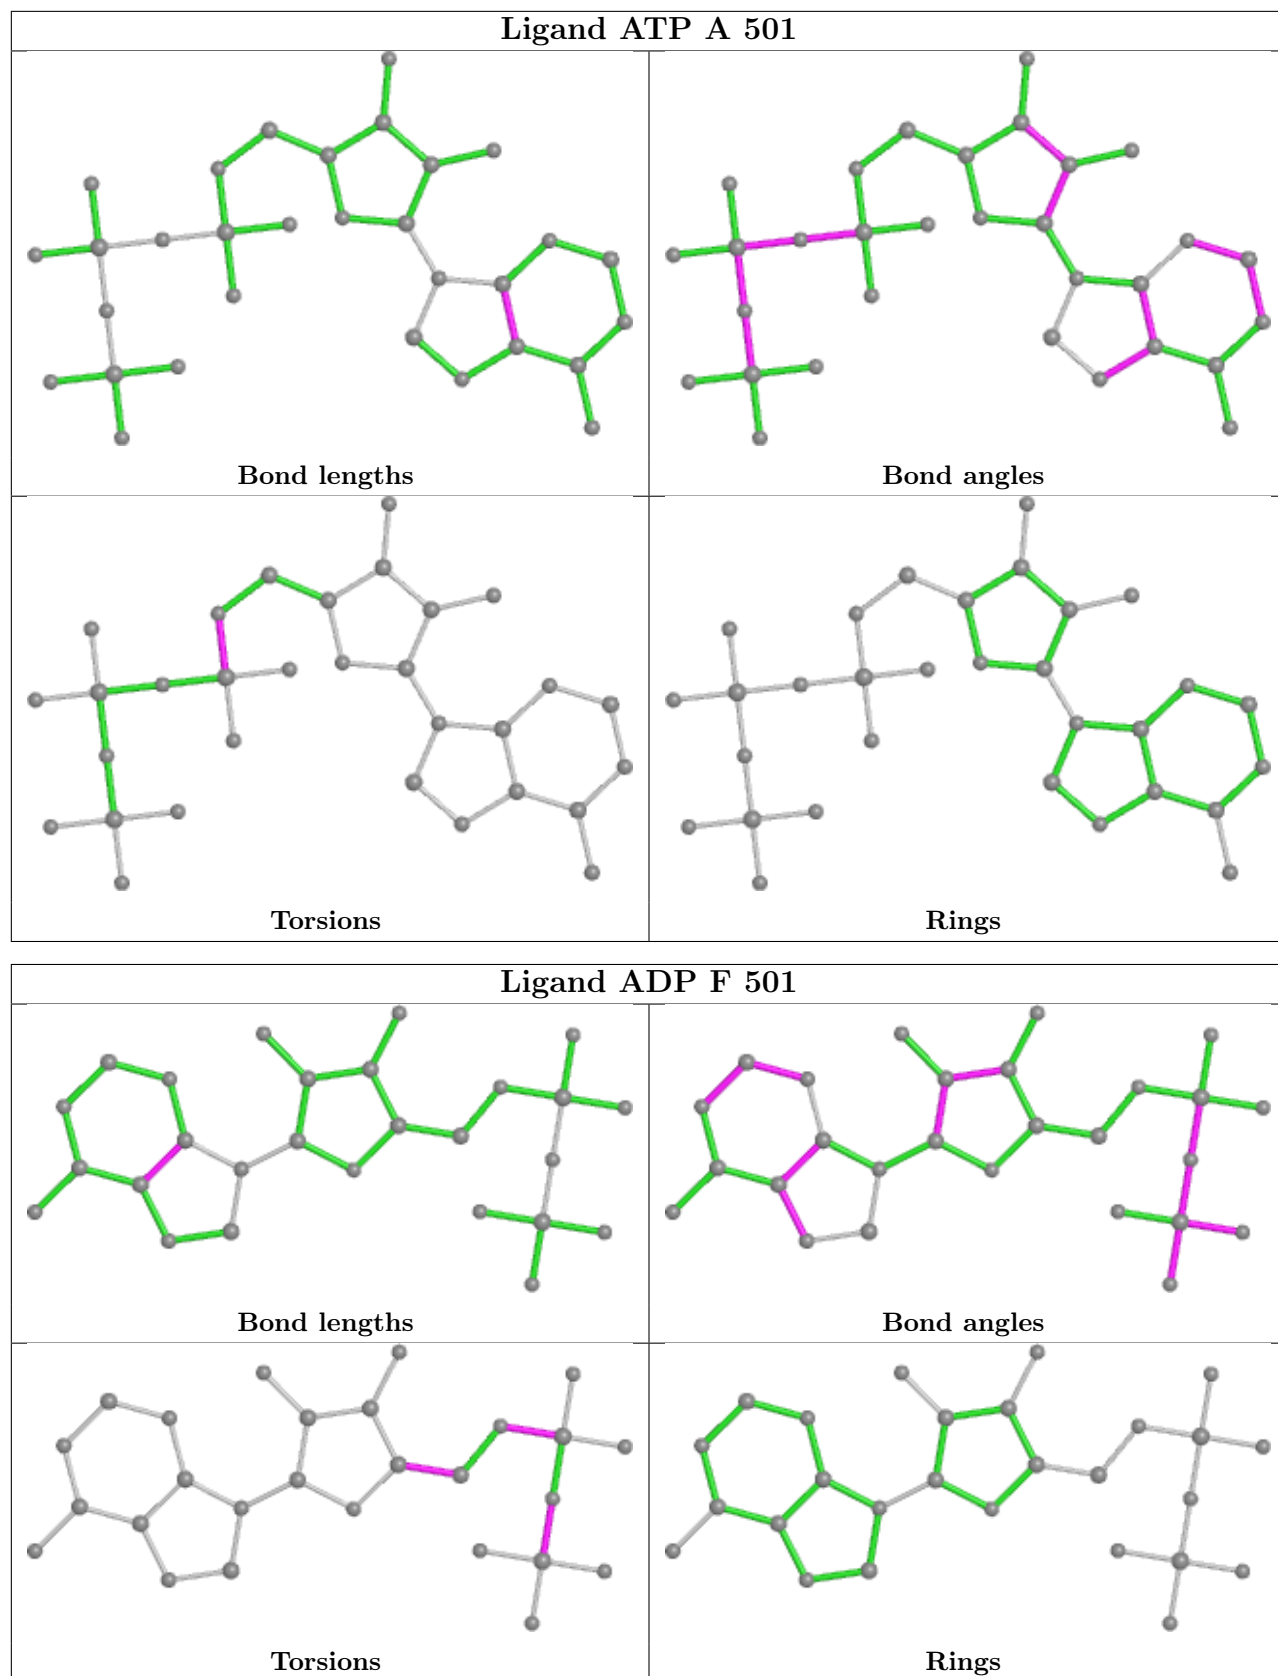 Ligand ATP A 501
Bond lengths
Bond angles
Torsions
Rings
Ligand ADP F 501
Bond lengths
Bond angles
Torsions
Rings